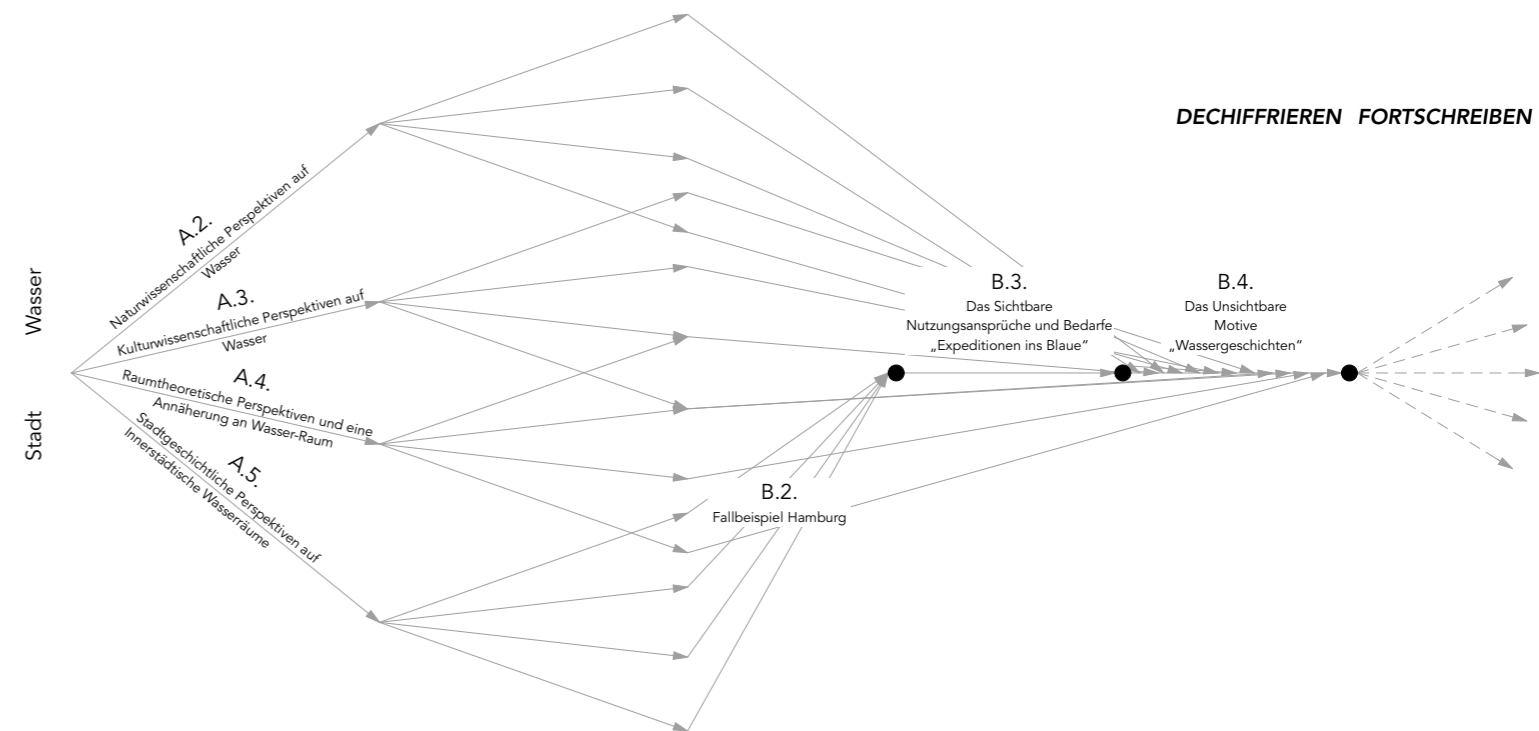 DECHIFFRIEREN FORTSCHREIBEN
Wasser
Stadt
A.2.
Naturwissenschaftliche Perspektiven auf
Wasser
A.3.
Kulturwissenschaftliche Perspektiven auf
Wasser
A.4.
Raumtheoretische Perspektiven und eine
Annäherung an Wasser-Raum
A.5.
Stadtgeschichtliche Perspektiven auf
Innerstädtische Wasserräume
B.2.
Fallbeispiel Hamburg
B.3.
Das Sichtbare
Nutzungsansprüche und Bedarfe
„Expeditionen ins Blaue“
B.4.
Das Unsichtbare
Motive
„Wassergeschichten“